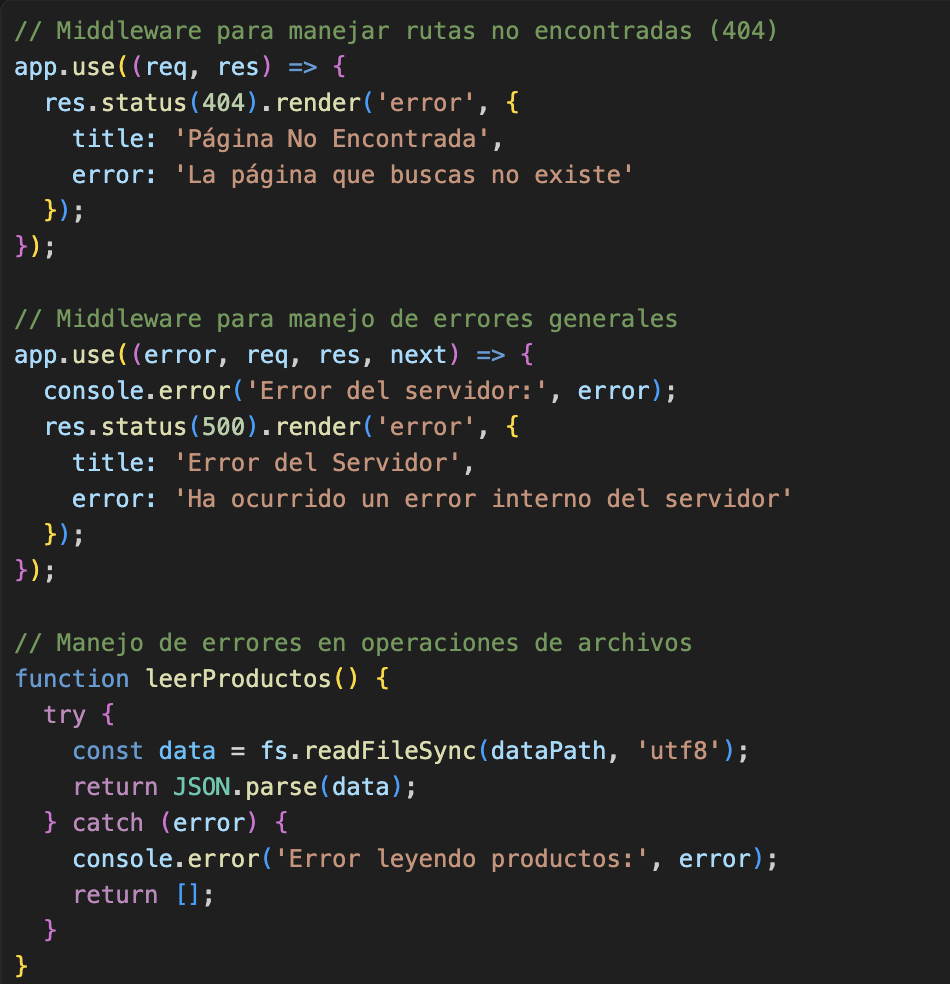 // Middleware para manejar rutas no encontradas (404)
app.use((req, res) => {
  res.status(404).render('error', {
    title: 'Página No Encontrada',
    error: 'La página que buscas no existe'
  });
});

// Middleware para manejo de errores generales
app.use((error, req, res, next) => {
  console.error('Error del servidor:', error);
  res.status(500).render('error', {
    title: 'Error del Servidor',
    error: 'Ha ocurrido un error interno del servidor'
  });
});

// Manejo de errores en operaciones de archivos
function leerProductos() {
  try {
    const data = fs.readFileSync(dataPath, 'utf8');
    return JSON.parse(data);
  } catch (error) {
    console.error('Error leyendo productos:', error);
    return [];
  }
}